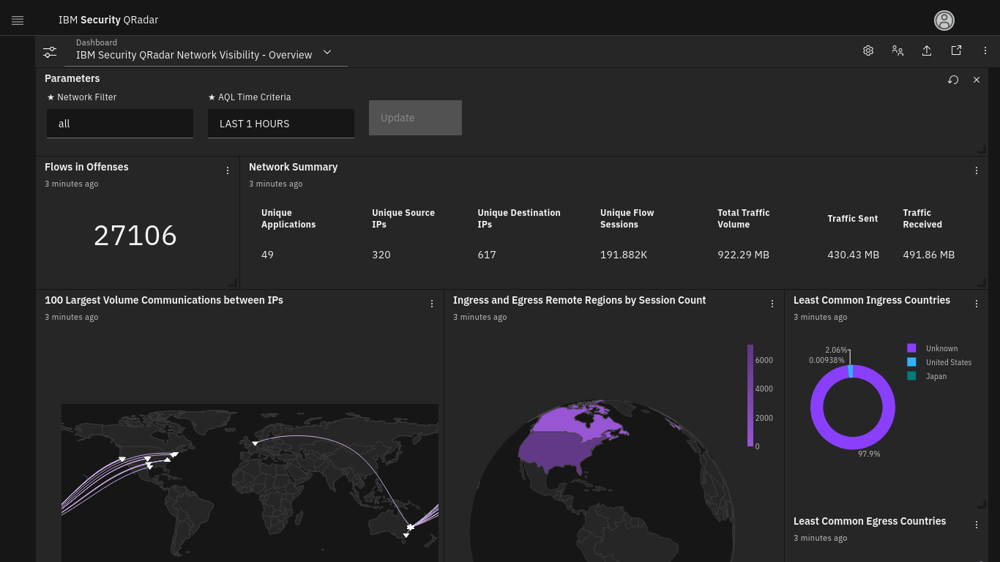 IBM Security QRadar
Dashboard
IBM Security QRadar Network Visibility - Overview
Parameters
★ Network Filter
★ AQL Time Criteria
all
LAST 1 HOURS
Update
Flows in Offenses
3 minutes ago
27106
Network Summary
3 minutes ago
Unique
Applications
Unique Source
IPs
Unique Destination
IPs
Unique Flow
Sessions
Total Traffic
Volume
Traffic Sent
Traffic
Received
49
320
617
191.882K
922.29 MB
430.43 MB
491.86 MB
100 Largest Volume Communications between IPs
3 minutes ago
Ingress and Egress Remote Regions by Session Count
3 minutes ago
6000
4000
2000
0
Least Common Ingress Countries
3 minutes ago
2.06%
0.00938%
97.9%
Unknown
United States
Japan
Least Common Egress Countries
3 minutes ago